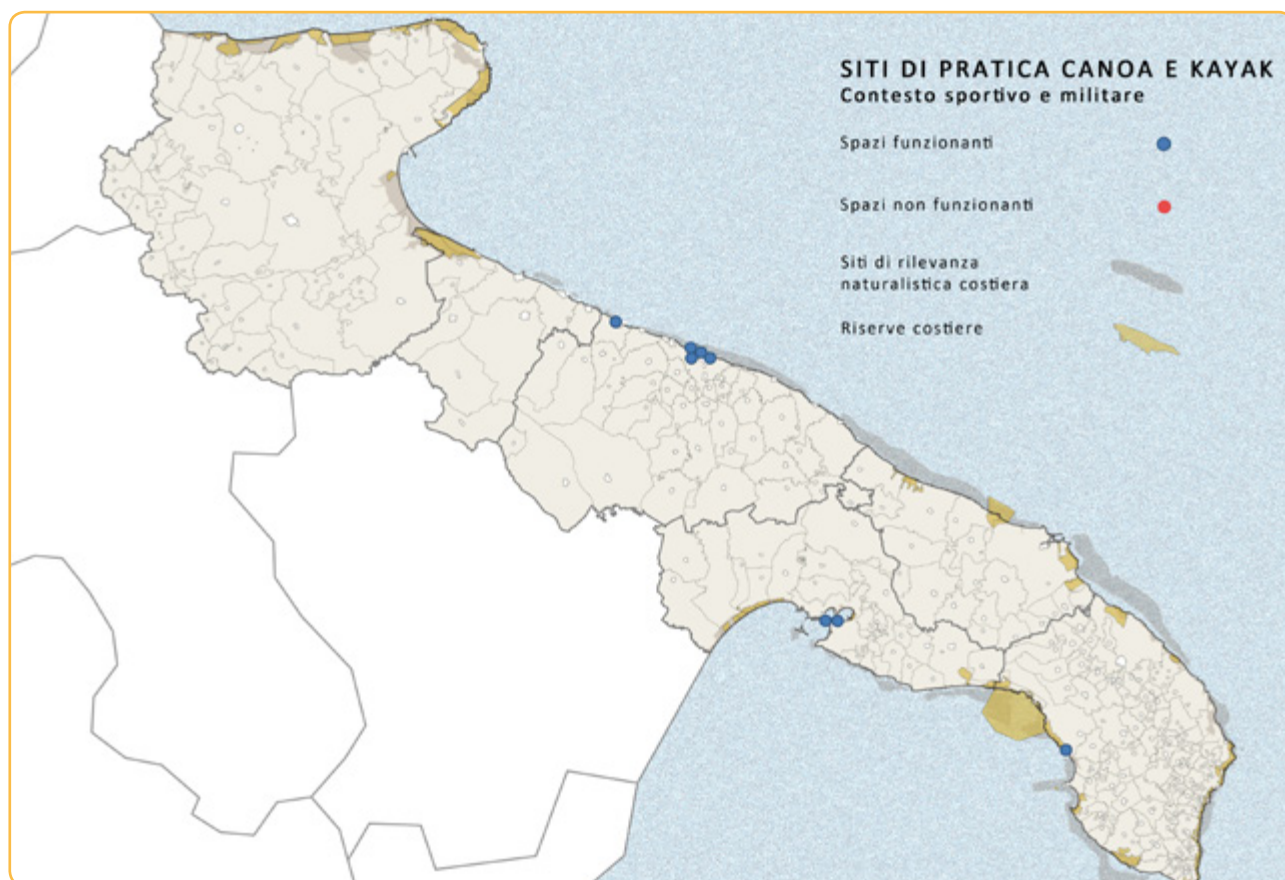 SITI DI PRATICA CANOA E KAYAK
Contesto sportivo e militare
Spazi funzionanti
Spazi non funzionanti
Siti di rilevanza
naturalistica costiera
Riserve costiere